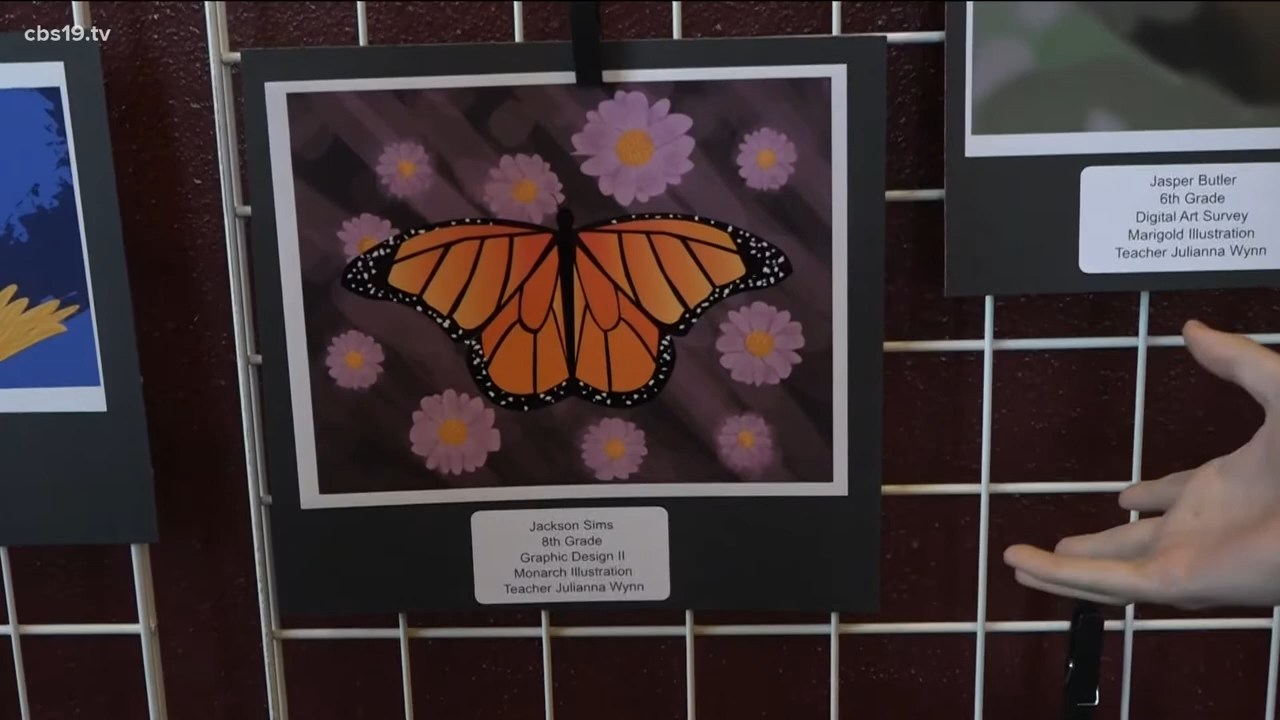 cbs19.tv
Jackson Sims
8th Grade
Graphic Design II
Monarch Illustration
Teacher Julianna Wynn
Jasper Butler
6th Grade
Digital Art Survey
Marigold Illustration
Teacher Julianna Wynn